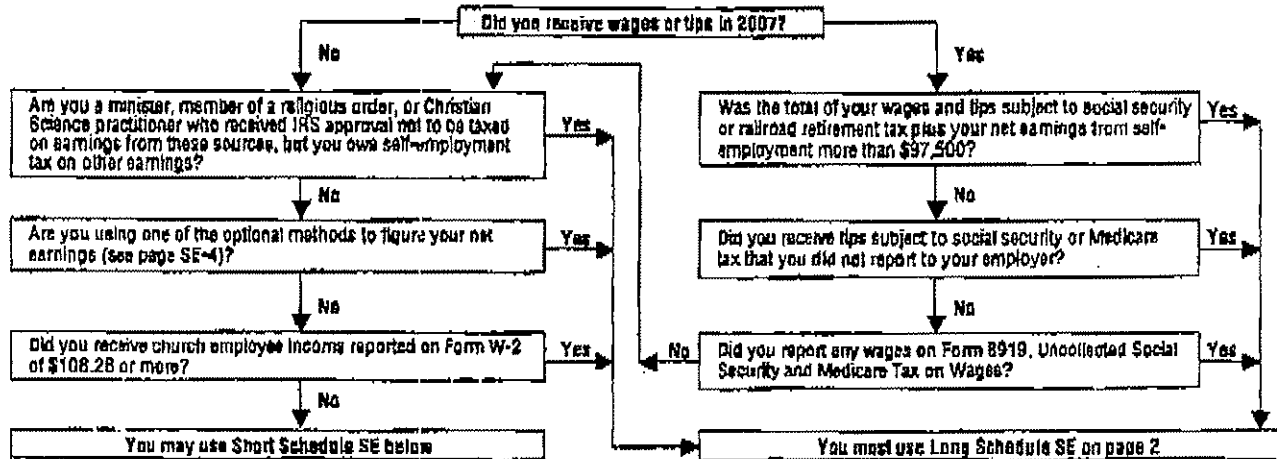 Did you receive wages or tips in 2007?
No
Yes
Are you a minister, member of a religious order, or Christian
Science practitioner who received IRS approval not to be taxed
on earnings from these sources, but you owe self-employment
tax on other earnings?
Yes
Was the total of your wages and tips subject to social security
or railroad retirement tax plus your net earnings from self-
employment more than $97,500?
Yes
No
No
Are you using one of the optional methods to figure your net
earnings (see page SE-4)?
Yes
Did you receive tips subject to social security or Medicare
tax that you did not report to your employer?
Yes
No
No
Did you receive church employee income reported on Form W-2
of $108.28 or more?
Yes
No
Did you report any wages on Form 8919, Uncollected Social
Security and Medicare Tax on Wages?
Yes
No
You may use Short Schedule SE below
You must use Long Schedule SE on page 2